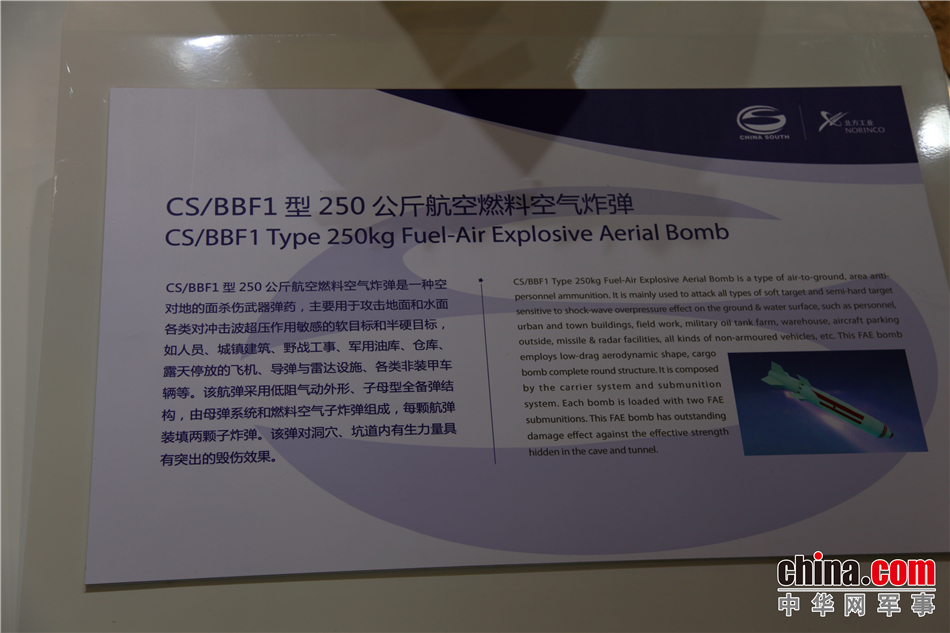 CHINA SOUTH
北方工业
NORINCO
CS/BBF1 型 250 公斤航空燃料空气炸弹
CS/BBF1 Type 250kg Fuel-Air Explosive Aerial Bomb
CS/BBF1 型 250 公斤航空燃料空气炸弹是一种空
对地的面杀伤武器弹药，主要用于攻击地面和水面
各类对冲击波超压作用敏感的软目标和半硬目标，
如人员、城镇建筑、野战工事、军用油库、仓库、
露天停放的飞机、导弹与雷达设施、各类非装甲车
辆等。该航弹采用低阻气动外形、子母型全备弹结
构，由母弹系统和燃料空气子炸弹组成，每颗航弹
装填两颗子炸弹。该弹对洞穴、坑道内有生力量具
有突出的毁伤效果。
CS/BBF1 Type 250kg Fuel-Air Explosive Aerial Bomb is a type of air-to-ground, area anti-
personnel ammunition. It is mainly used to attack all types of soft target and semi-hard target
sensitive to shock-wave overpressure effect on the ground & water surface, such as personnel,
urban and town buildings, field work, military oil tank farm, warehouse, aircraft parking
outside, missile & radar facilities, all kinds of non-armoured vehicles, etc. This FAE bomb
employs low-drag aerodynamic shape, cargo
bomb complete round structure. It is composed
by the carrier system and submunition
system. Each bomb is loaded with two FAE
submunitions. This FAE bomb has outstanding
damage effect against the effective strength
hidden in the cave and tunnel.
china.com
中华网军事